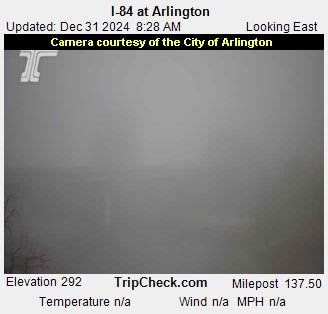 I-84 at Arlington
Updated: Dec 31 2024 8:28 AM Looking East
Camera courtesy of the City of Arlington
Elevation 292 TripCheck.com Milepost 137.50
Temperature n/a Wind n/a MPH n/a